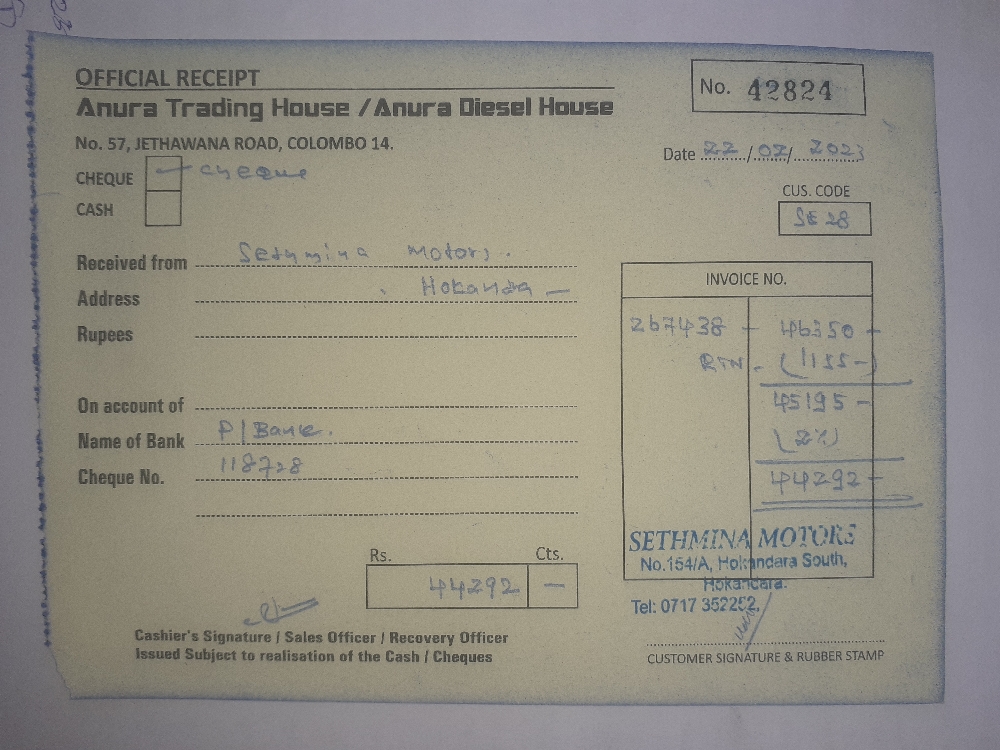 OFFICIAL RECEIPT
No. 42824
Anura Trading House / Anura Diesel House
No. 57, JETHAWANA ROAD, COLOMBO 14.
Date 22/02/2023
CHEQUE cheque
CASH
CUS. CODE
SE 28
Received from Sethmina Motors.
Address Hokanda
Rupees
On account of
Name of Bank P/Bank.
Cheque No. 118728
INVOICE NO.
267438 - 46350 -
RTN - (1155-)
45195 -
(2%)
44292 -
SETHMINA MOTORS
No.154/A, Hokandara South,
Hokandara.
Tel: 0717 352252.
Rs. Cts.
44292 -
Cashier's Signature / Sales Officer / Recovery Officer
Issued Subject to realisation of the Cash / Cheques
CUSTOMER SIGNATURE & RUBBER STAMP